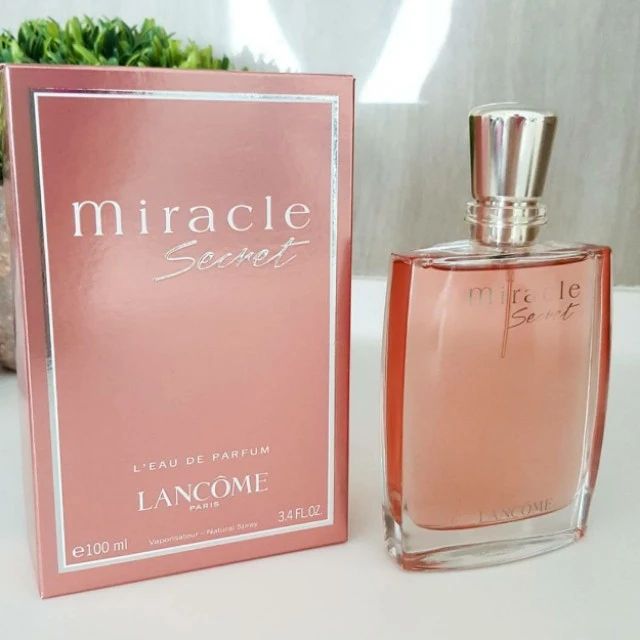 miracle
Secret
L'EAU DE PARFUM
LANCÔME
PARIS
e100 ml
Vaporisateur - Natural Spray
3.4 FL.OZ.
miracle
Secret
LANCÔME